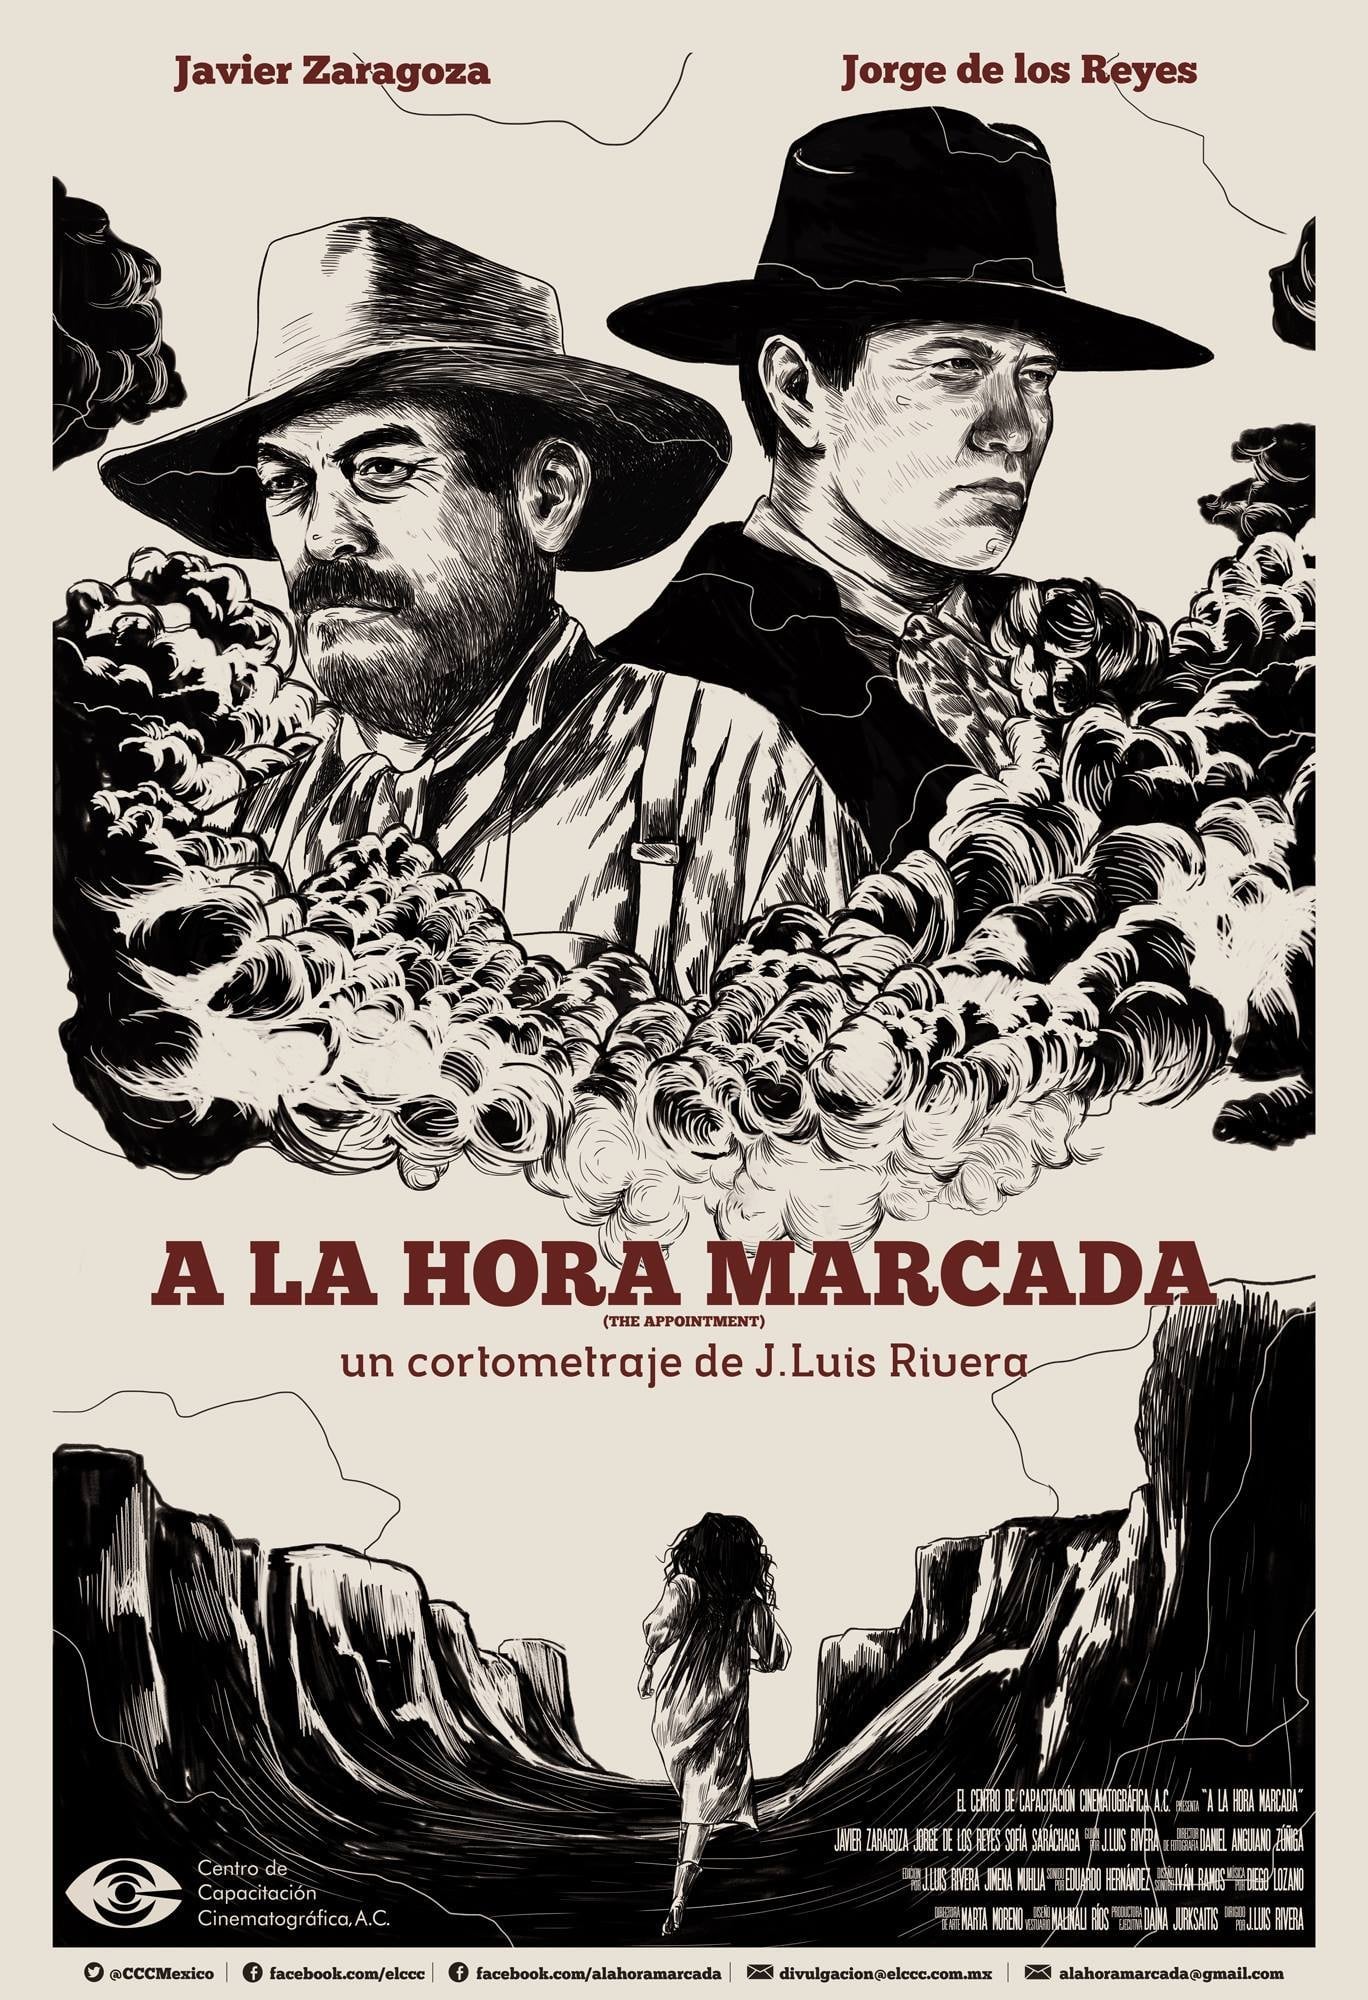 Javier Zaragoza
Jorge de los Reyes
A LA HORA MARCADA
(THE APPOINTMENT)
un cortometraje de J.Luis Rivera
EL CENTRO DE CAPACITACIÓN CINEMATOGRÁFICA A.C. PRESENTA "A LA HORA MARCADA"
JAVIER ZARAGOZA JORGE DE LOS REYES SOFÍA SARÁCHAGA GUIÓN POR J.LUIS RIVERA DIRECTOR DE FOTOGRAFÍA DANIEL ANGUIANO ZÚÑIGA
EDICIÓN POR J.LUIS RIVERA JIMENA MUHLIA SONIDO POR EDUARDO HERNÁNDEZ DISEÑO SONORO IVÁN RAMOS MÚSICA POR DIEGO LOZANO
DIRECTORA DE ARTE MARTA MORENO DISEÑO VESTUARIO MALINALI RÍOS PRODUCTORA EJECUTIVA DAINA JURKSAITIS DIRIGIDO POR J.LUIS RIVERA
Centro de
Capacitación
Cinematográfica, A.C.
@CCCMexico
facebook.com/elccc
facebook.com/alahoramarcada
divulgacion@elccc.com.mx
alahoramarcada@gmail.com